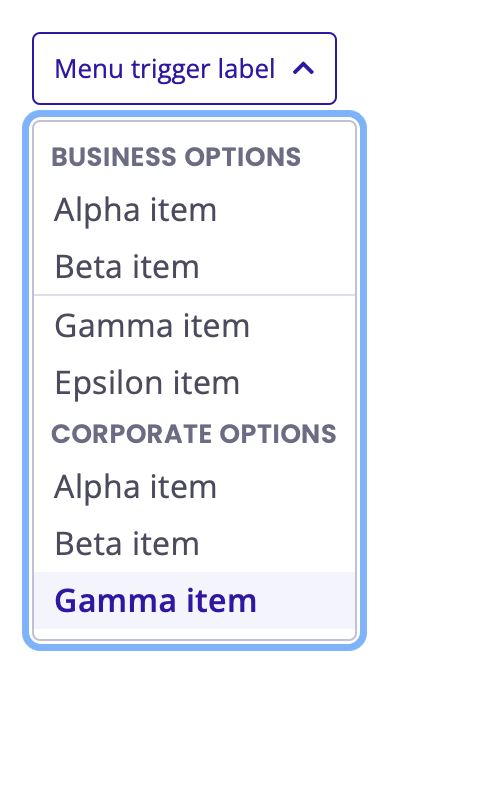 Menu trigger label
BUSINESS OPTIONS
Alpha item
Beta item
Gamma item
Epsilon item
CORPORATE OPTIONS
Alpha item
Beta item
Gamma item